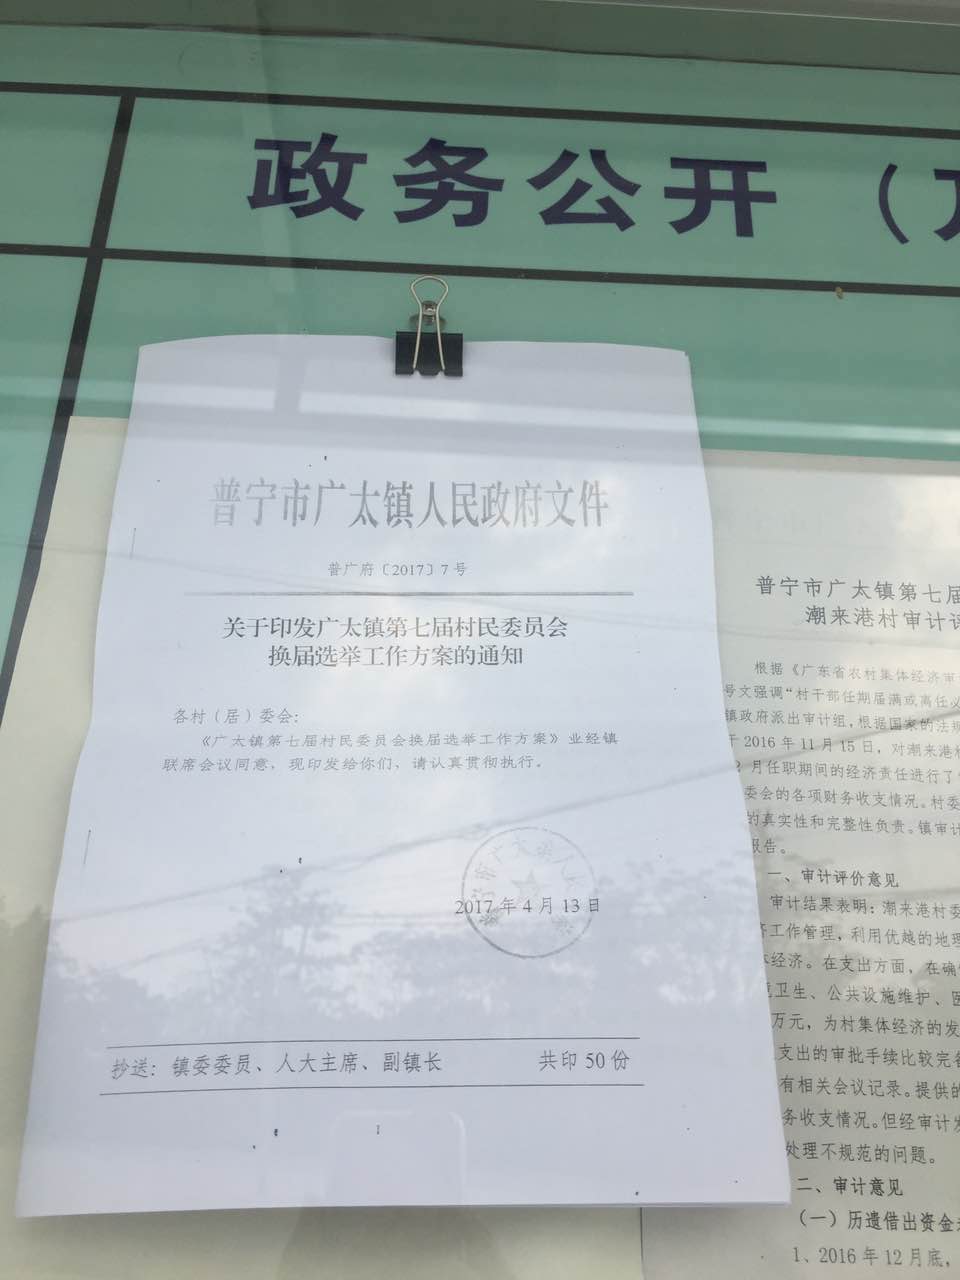 政务公开（
普宁市广太镇人民政府文件
普广府〔2017〕7号
关于印发广太镇第七届村民委员会
换届选举工作方案的通知
各村（居）委会：
《广太镇第七届村民委员会换届选举工作方案》业经镇
联席会议同意，现印发给你们，请认真贯彻执行。
2017年4月13日
抄送：镇委委员、人大主席、副镇长 共印50份
1
普宁市广太镇第七届
潮来港村审计评
根据《广东省农村集体经济审
号文强调“村干部任期届满或离任必
镇政府派出审计组，根据国家的法规
于2016年11月15日，对潮来港村
2月任职期间的经济责任进行了
委会的各项财务收支情况。村委
的真实性和完整性负责。镇审计
报告。
一、审计评价意见
审计结果表明：潮来港村委
济工作管理，利用优越的地理
体经济。在支出方面，在确
境卫生、公共设施维护、医
万元，为村集体经济的发
支出的审批手续比较完备
有相关会议记录。提供的
务收支情况。但经审计发
处理不规范的问题。
二、审计意见
（一）历遗借出资金
1、2016年12月底，